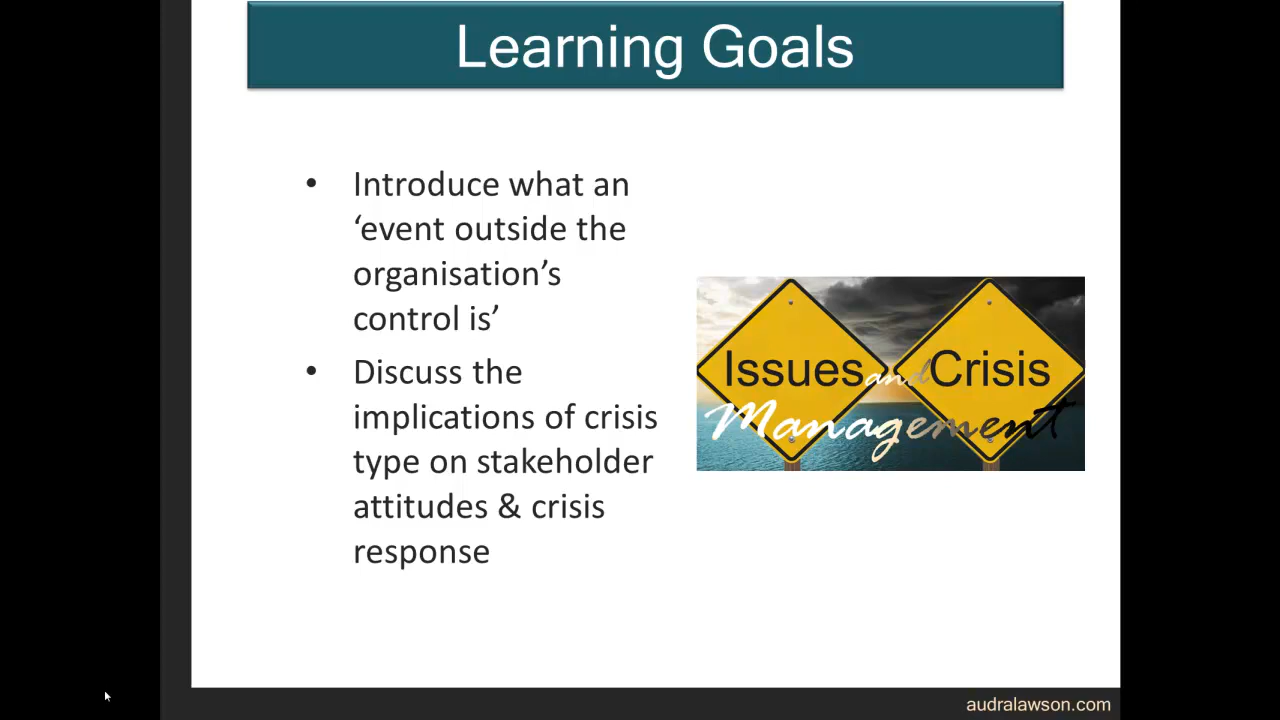 Learning Goals
• Introduce what an
‘event outside the
organisation’s
control is’
• Discuss the
implications of crisis
type on stakeholder
attitudes & crisis
response
Issues and Crisis
Management
audralawson.com